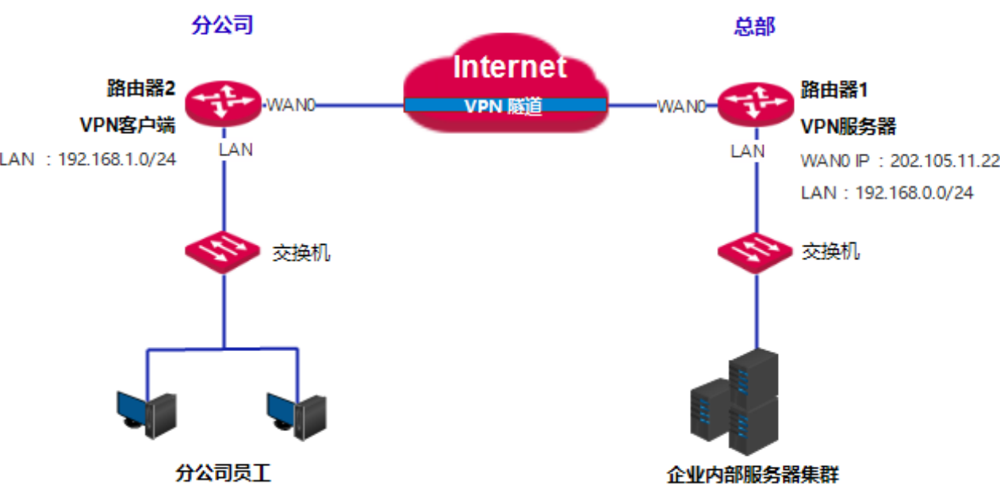 分公司
总部
Internet
VPN 隧道
路由器2
VPN客户端
LAN ：192.168.1.0/24
WAN0
LAN
WAN0
LAN
路由器1
VPN服务器
WAN0 IP ：202.105.11.22
LAN：192.168.0.0/24
交换机
交换机
分公司员工
企业内部服务器集群